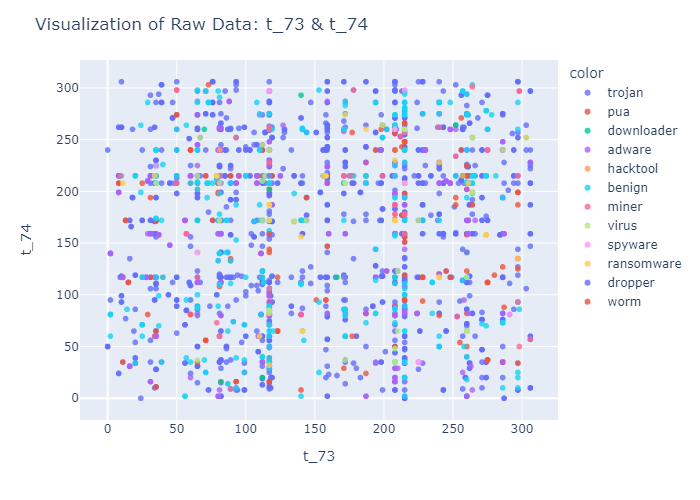 Visualization of Raw Data: t_73 & t_74
color
trojan
pua
downloader
adware
hacktool
benign
miner
virus
spyware
ransomware
dropper
worm
300
250
200
150
100
50
0
t_74
0 50 100 150 200 250 300
t_73